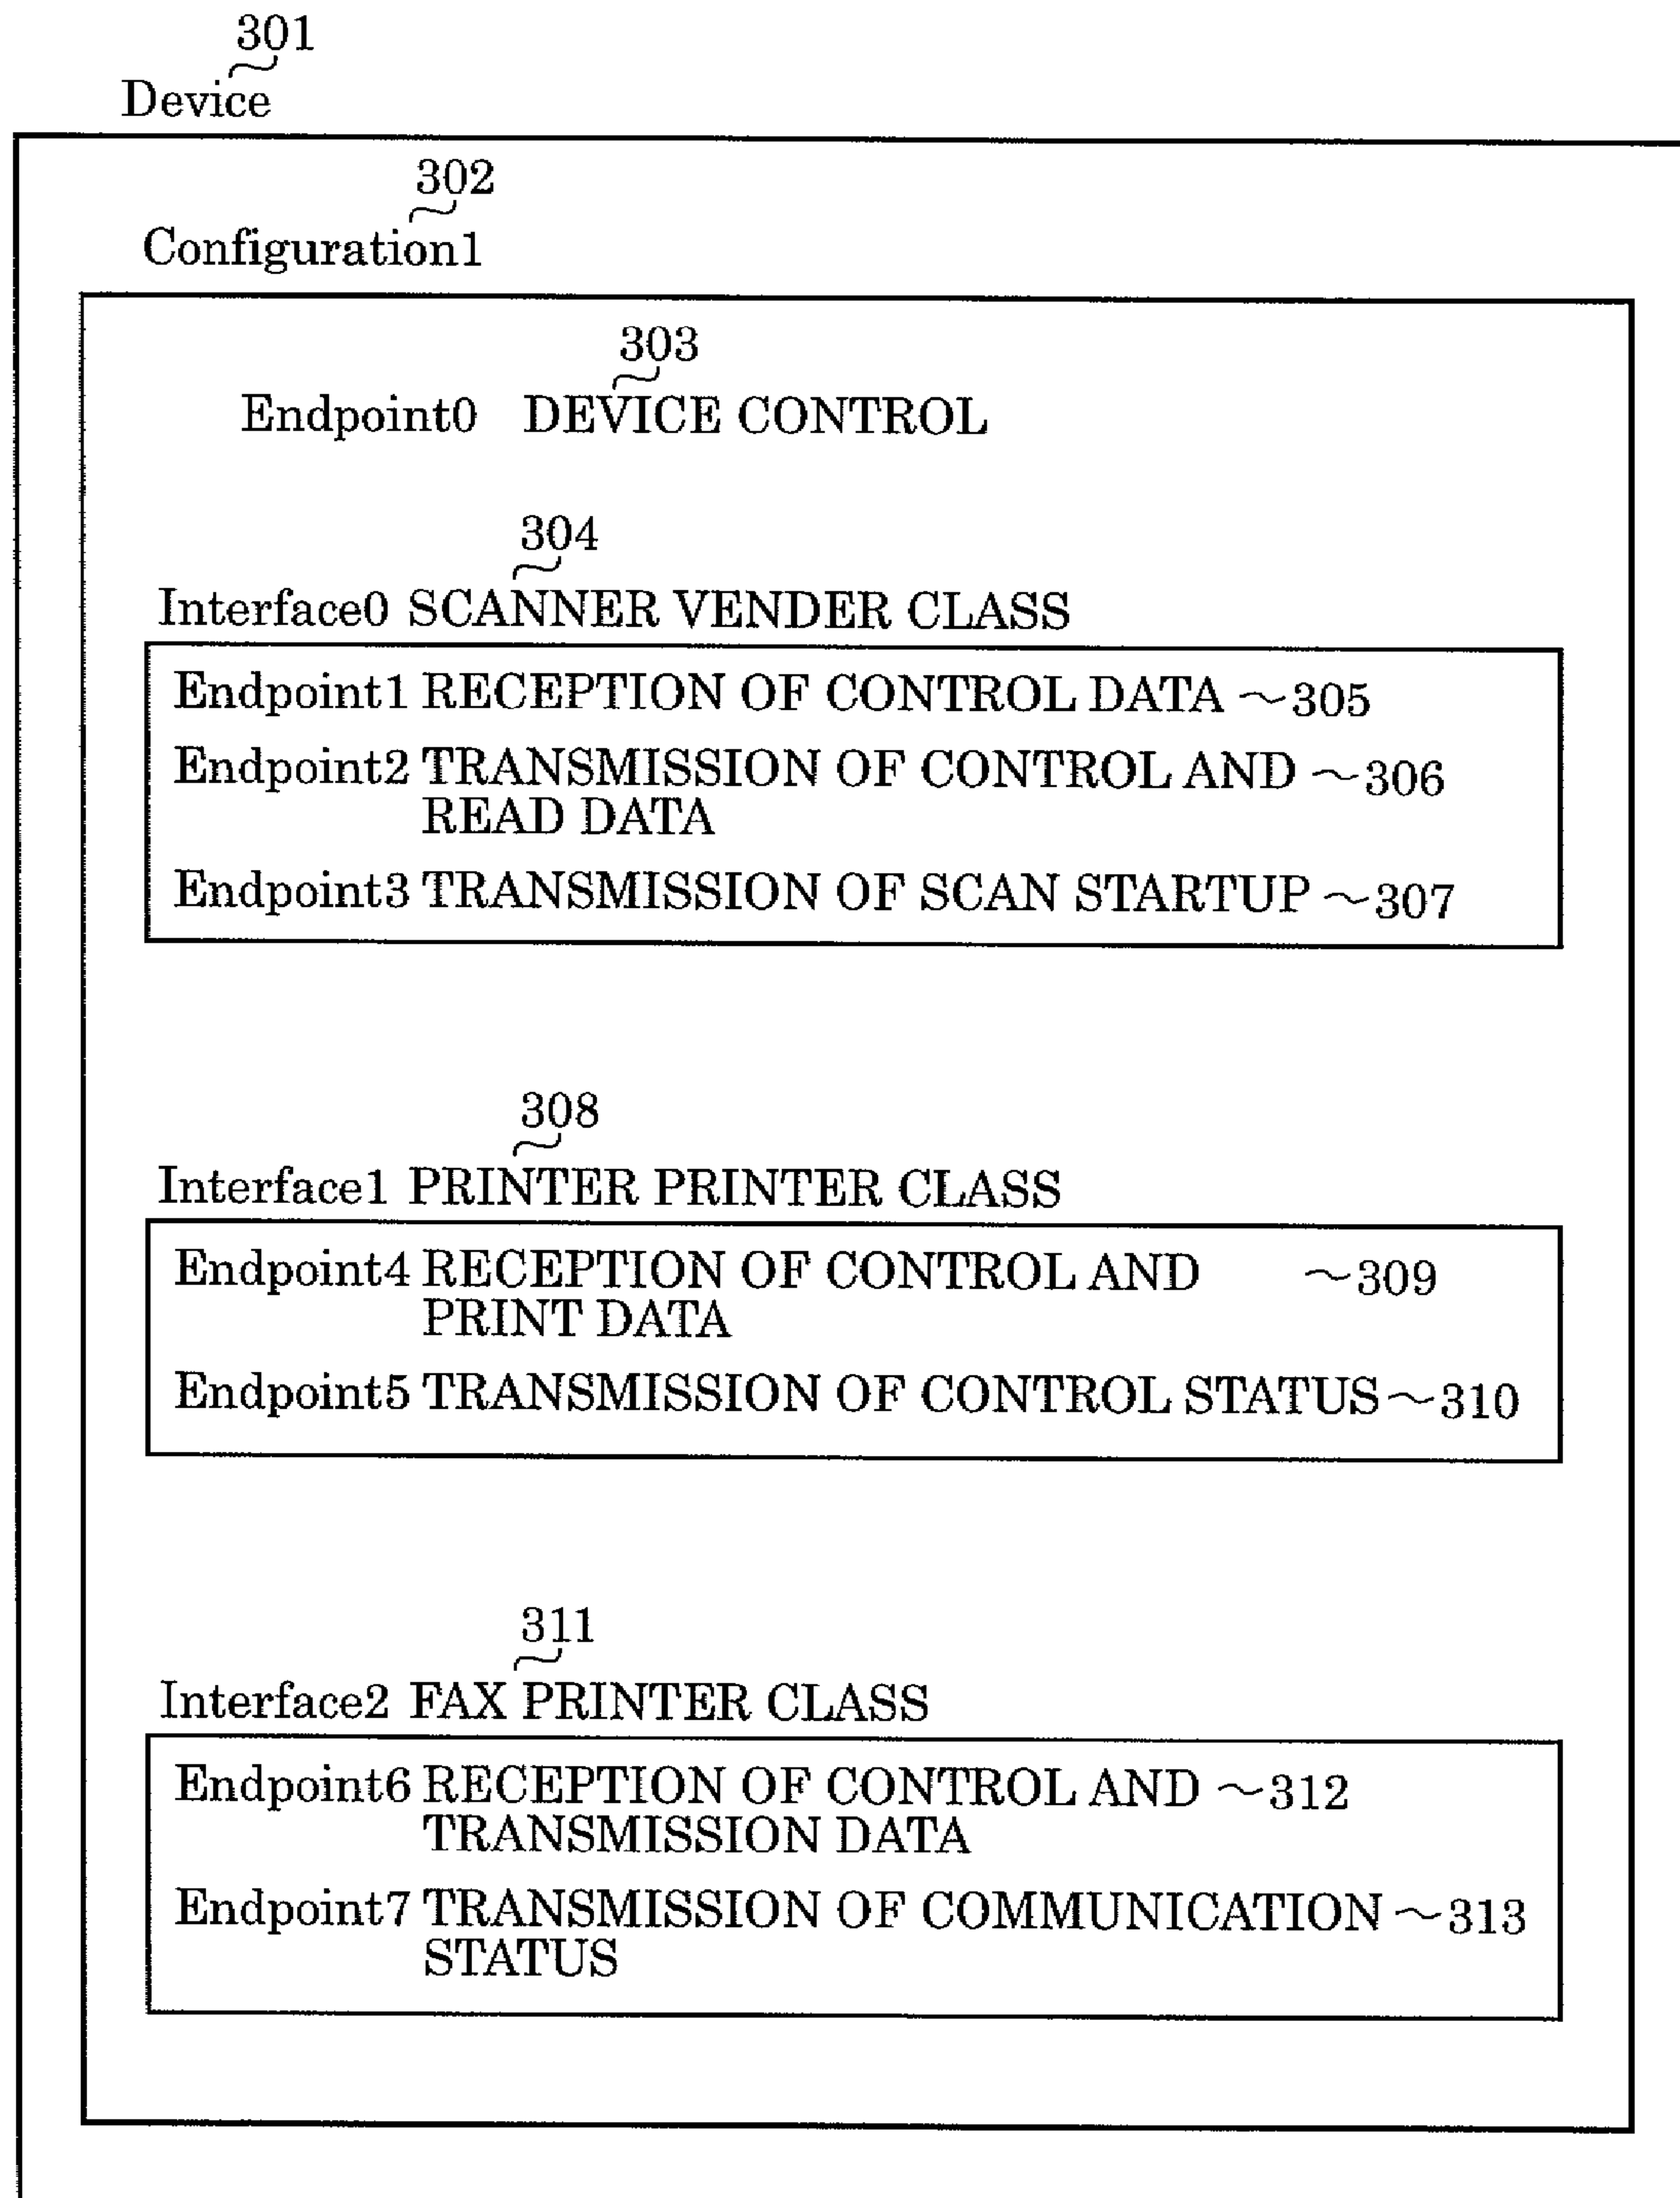 301
Device
302
Configuration1
303
Endpoint0 DEVICE CONTROL
304
Interface0 SCANNER VENDER CLASS
Endpoint1 RECEPTION OF CONTROL DATA ~305
Endpoint2 TRANSMISSION OF CONTROL AND ~306
READ DATA
Endpoint3 TRANSMISSION OF SCAN STARTUP ~307
308
Interface1 PRINTER PRINTER CLASS
Endpoint4 RECEPTION OF CONTROL AND ~309
PRINT DATA
Endpoint5 TRANSMISSION OF CONTROL STATUS ~310
311
Interface2 FAX PRINTER CLASS
Endpoint6 RECEPTION OF CONTROL AND ~312
TRANSMISSION DATA
Endpoint7 TRANSMISSION OF COMMUNICATION ~313
STATUS